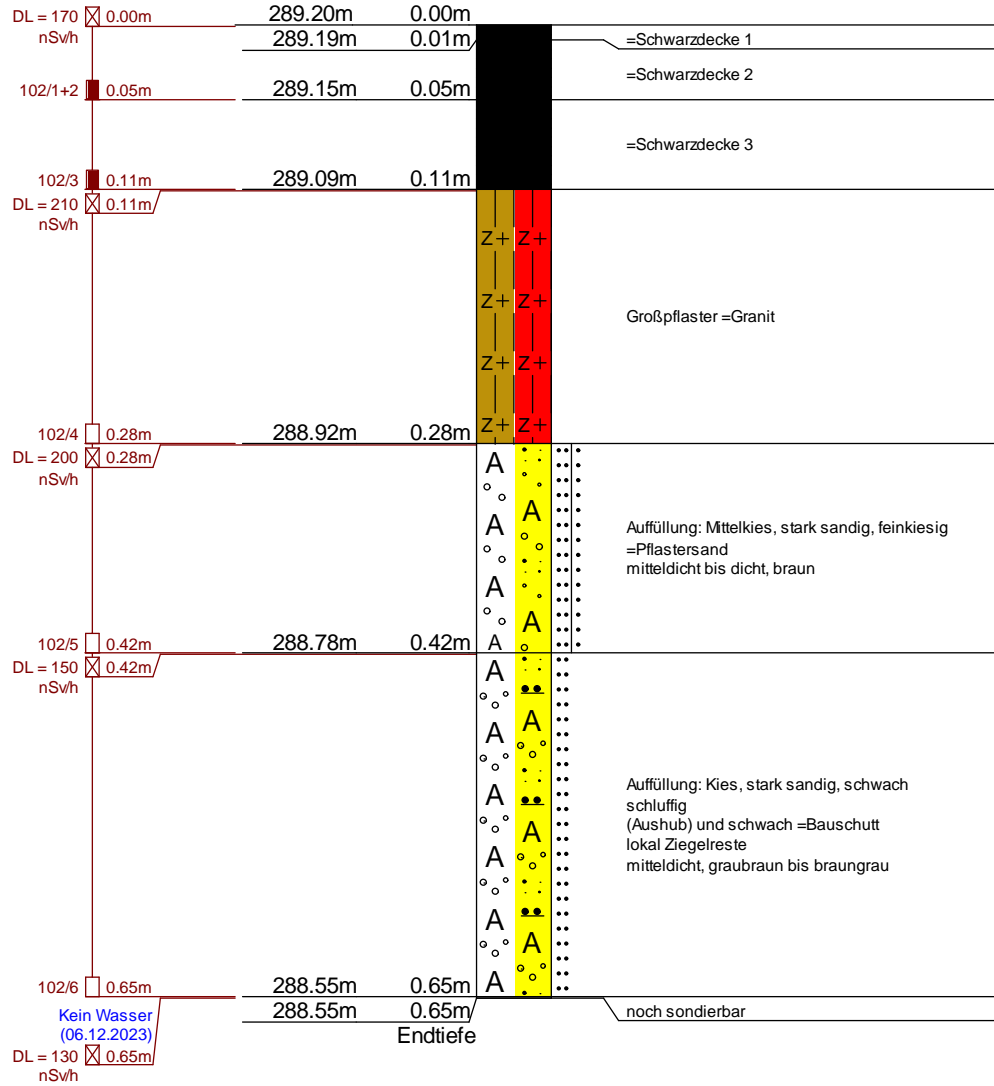 DL = 170 0.00m 289.20m 0.00m
nSv/h 289.19m 0.01m =Schwarzdecke 1
=Schwarzdecke 2
102/1+2 0.05m 289.15m 0.05m
=Schwarzdecke 3
102/3 0.11m 289.09m 0.11m
DL = 210 0.11m
nSv/h
Z+ Z+
Z+ Z+
Großpflaster =Granit
Z+ Z+
Z+ Z+
102/4 0.28m 288.92m 0.28m
DL = 200 0.28m
nSv/h
A
A
A
Auffüllung: Mittelkies, stark sandig, feinkiesig
=Pflastersand
mitteldicht bis dicht, braun
A
A
102/5 0.42m 288.78m 0.42m A
DL = 150 0.42m
nSv/h
A
A
A
A
A
Auffüllung: Kies, stark sandig, schwach
schluffig
(Aushub) und schwach =Bauschutt
lokal Ziegelreste
mitteldicht, graubraun bis braungrau
A
A
A
A
102/6 0.65m 288.55m 0.65m A
Kein Wasser 288.55m 0.65m noch sondierbar
(06.12.2023) Endtiefe
DL = 130 0.65m
nSv/h